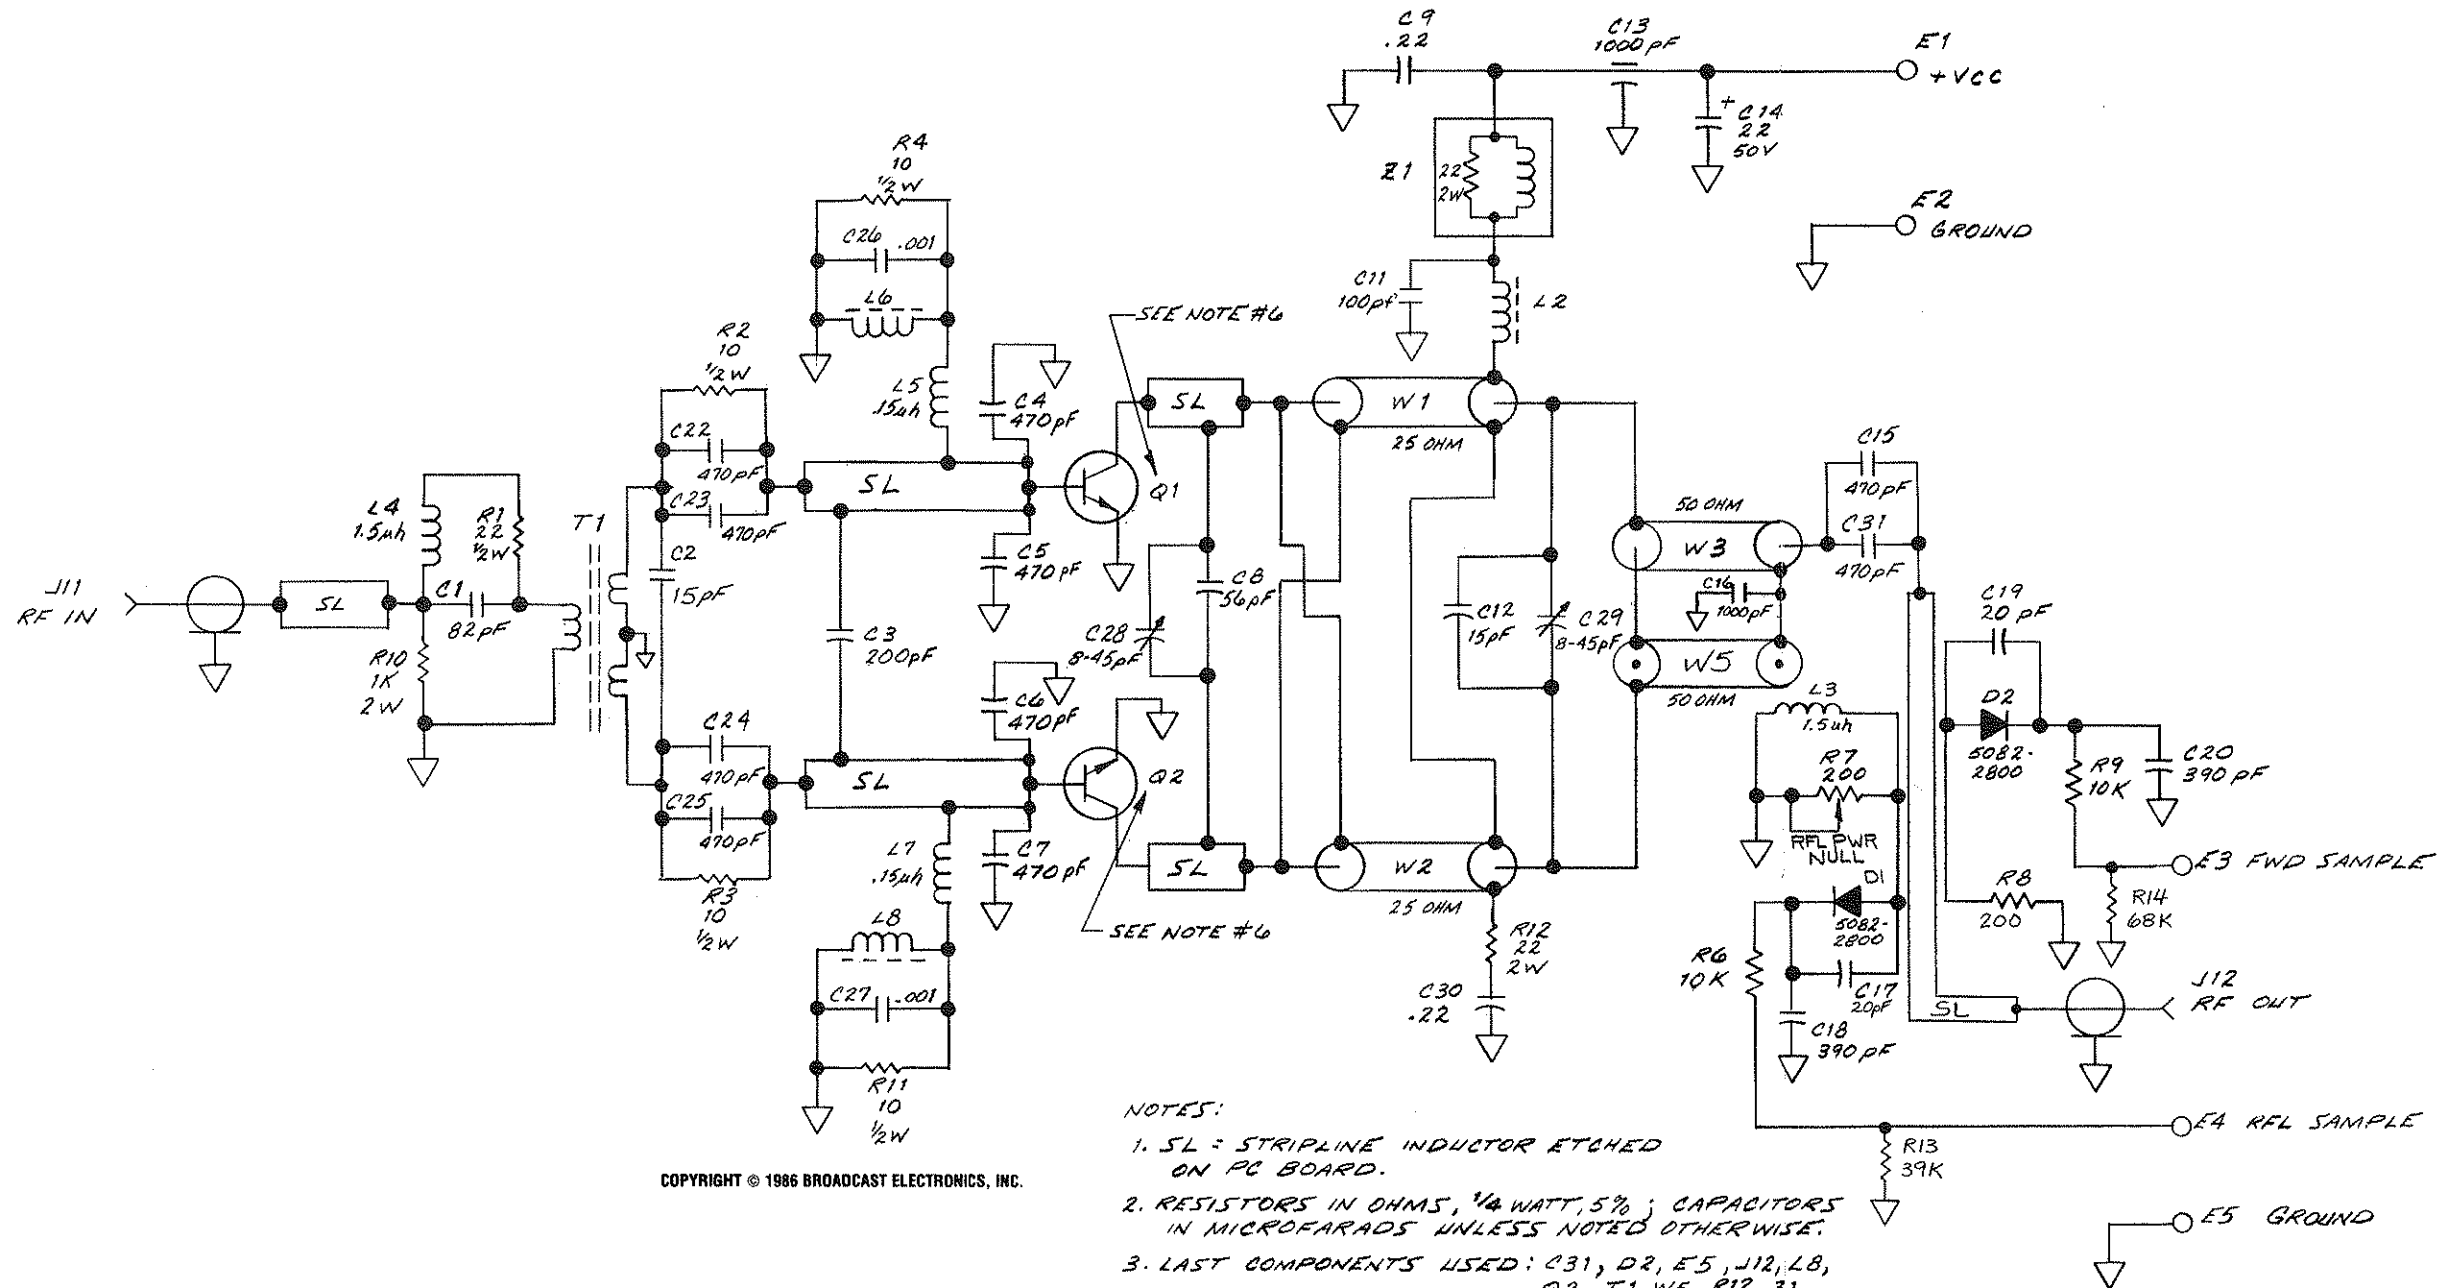 C9
.22
C13
1000pF
E1
+VCC
+ C14
22
50V
Z1
22
2W
E2
GROUND
R4
10
1/2W
C26 .001
L6
R2
10
1/2W
L5
.15µh
C4
470pF
SEE NOTE #6
C11
100pf
L2
C22
470pF
C23
470pF
SL
Q1
SL
W1
25 OHM
L4
1.5µh
R1
22
1/2W
T1
C2
15pF
C5
470pF
C15
470pF
50 OHM
C31
470pF
W3
J11
RF IN
SL
C1
82pF
R10
1K
2W
C3
200pF
C28
8-45pF
C8
56pF
C12
15pF
C29
8-45pF
C16
1000pF
W5
50 OHM
C19
20 pF
C6
470pF
L3
1.5uh
D2
5082-
2800
C24
470pF
C25
470pF
SL
Q2
R7
200
RFL PWR
NULL
R9
10K
C20
390 pF
R3
10
1/2W
L7
.15µh
C7
470pF
SL
W2
25 OHM
D1
5082-
2800
E3 FWD SAMPLE
R8
200
R14
68K
L8
SEE NOTE #6
R12
22
2W
C30
.22
R6
10K
C17
20pF
C18
390 pF
J12
RF OUT
SL
C27 .001
R11
10
1/2W
E4 RFL SAMPLE
R13
39K
E5 GROUND
COPYRIGHT © 1986 BROADCAST ELECTRONICS, INC.
NOTES:
1. SL = STRIPLINE INDUCTOR ETCHED
ON PC BOARD.
2. RESISTORS IN OHMS, 1/4 WATT, 5%; CAPACITORS
IN MICROFARADS UNLESS NOTED OTHERWISE.
3. LAST COMPONENTS USED: C31, D2, E5, J12, L8,